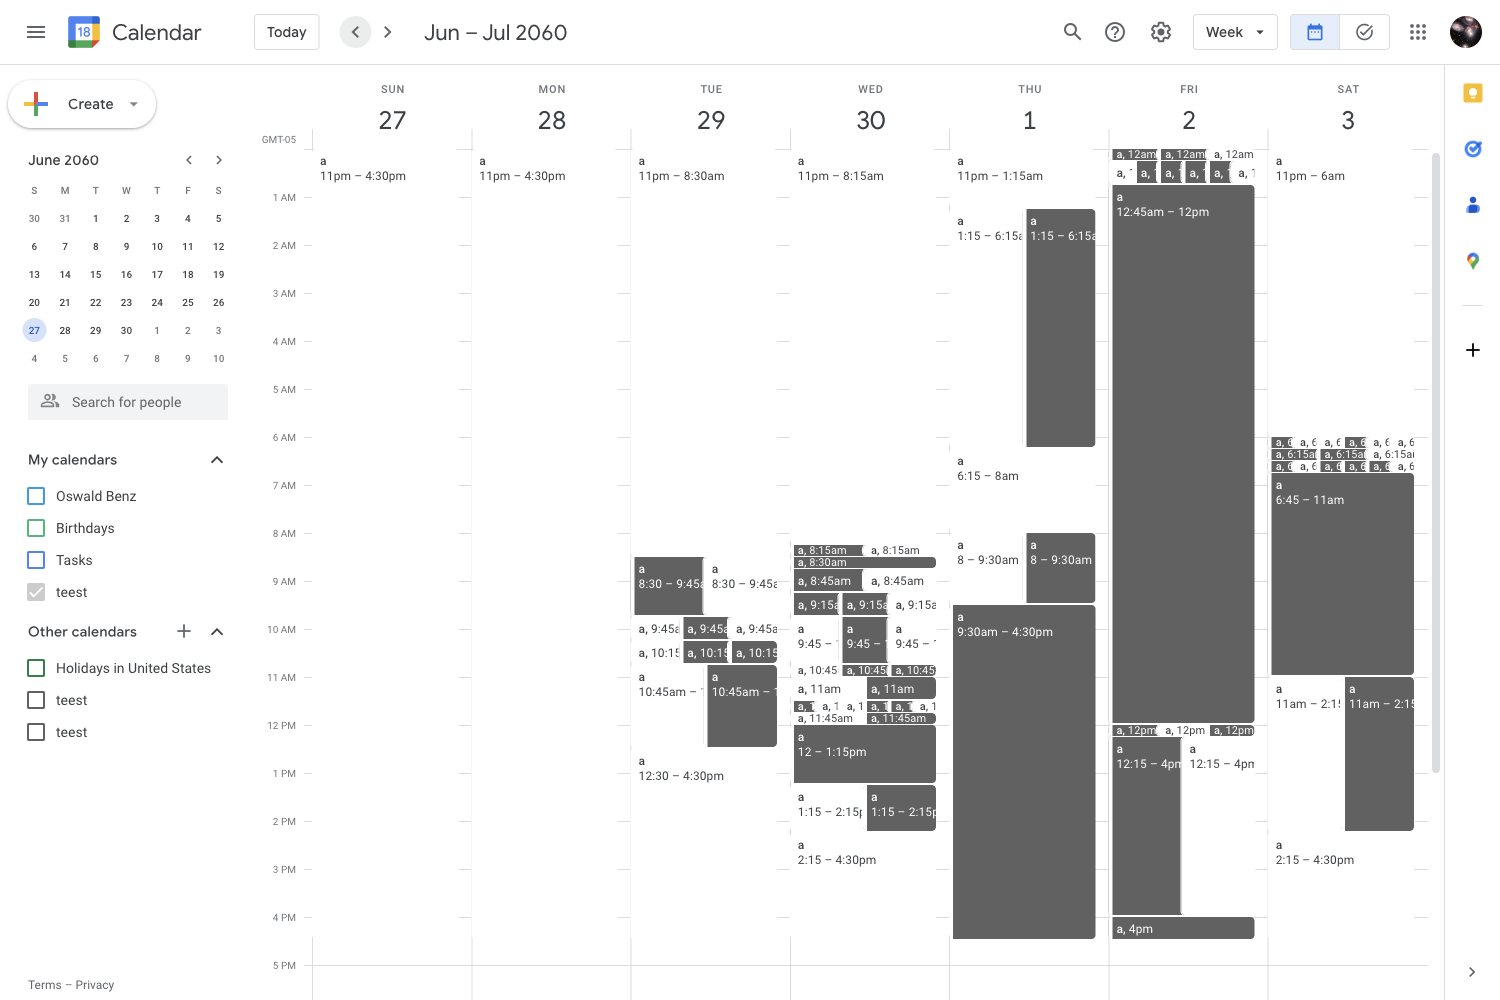 18 Calendar
Today
Jun – Jul 2060
Week
Create
June 2060
S M T W T F S
30 31 1 2 3 4 5
6 7 8 9 10 11 12
13 14 15 16 17 18 19
20 21 22 23 24 25 26
27 28 29 30 1 2 3
4 5 6 7 8 9 10
Search for people
My calendars
Oswald Benz
Birthdays
Tasks
teest
Other calendars
Holidays in United States
teest
teest
Terms – Privacy
SUN MON TUE WED THU FRI SAT
27 28 29 30 1 2 3
GMT-05
1 AM
2 AM
3 AM
4 AM
5 AM
6 AM
7 AM
8 AM
9 AM
10 AM
11 AM
12 PM
1 PM
2 PM
3 PM
4 PM
5 PM
a
11pm – 4:30pm
a
11pm – 4:30pm
a
11pm – 8:30am
a
8:30 – 9:45a
a
8:30 – 9:45a
a, 9:45a
a, 9:45a
a, 9:45a
a, 10:15
a, 10:15
a, 10:15
a
10:45am –
a
10:45am –
a
12:30 – 4:30pm
a
11pm – 8:15am
a, 8:15am
a, 8:15am
a, 8:30am
a, 8:45am
a, 8:45am
a, 9:15a
a, 9:15a
a, 9:15a
a
9:45 –
a
9:45 –
a
9:45 –
a, 10:45
a, 10:45
a, 10:45
a, 11am
a, 11am
a, 1
a, 1
a, 1
a, 1
a, 1
a, 1
a, 11:45am
a, 11:45am
a
12 – 1:15pm
a
1:15 – 2:15p
a
1:15 – 2:15p
a
2:15 – 4:30pm
a
11pm – 1:15am
a
1:15 – 6:15a
a
1:15 – 6:15a
a
6:15 – 8am
a
8 – 9:30am
a
8 – 9:30am
a
9:30am – 4:30pm
a, 12am
a, 12am
a, 12am
a,
a,
a,
a,
a,
a,
a
12:45am – 12pm
a, 12pm
a, 12pm
a, 12pm
a
12:15 – 4pm
a
12:15 – 4pm
a, 4pm
a
11pm – 6am
a, 6
a, 6
a, 6
a, 6
a, 6
a, 6
a, 6:15a
a, 6:15a
a, 6:15a
a, 6
a, 6
a, 6
a, 6
a, 6
a, 6
a
6:45 – 11am
a
11am – 2:15
a
11am – 2:15
a
2:15 – 4:30pm